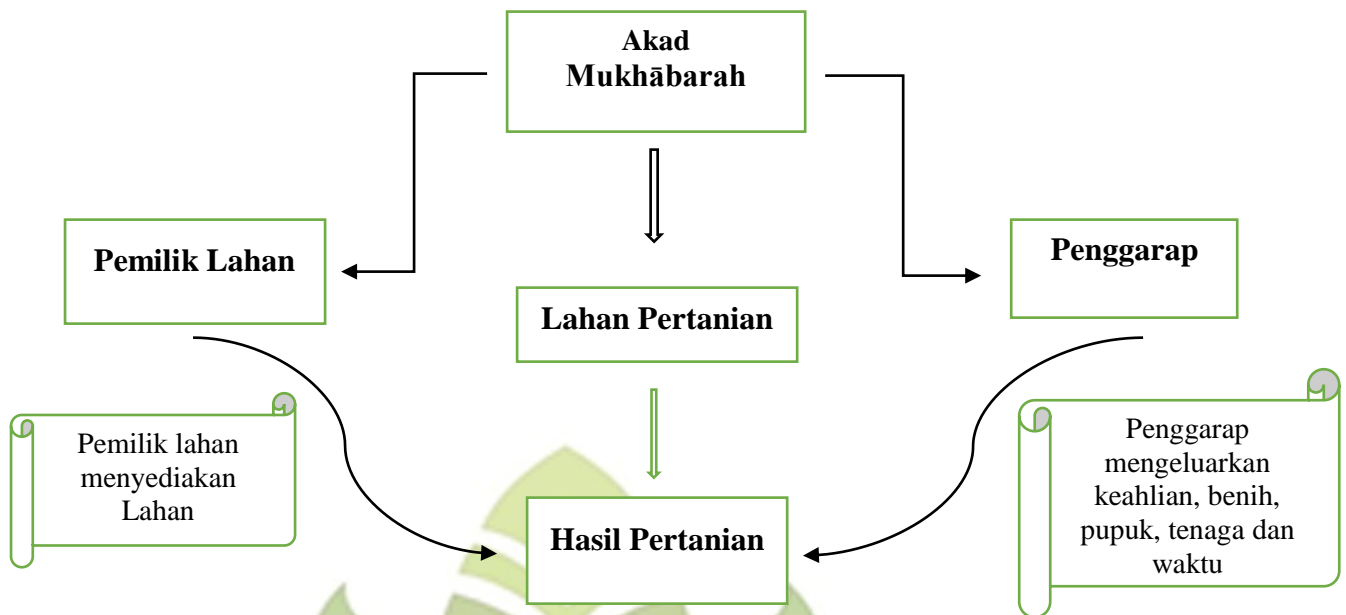 Akad
Mukhābarah
Pemilik Lahan
Penggarap
Lahan Pertanian
Pemilik lahan
menyediakan
Lahan
Penggarap
mengeluarkan
keahlian, benih,
pupuk, tenaga dan
waktu
Hasil Pertanian